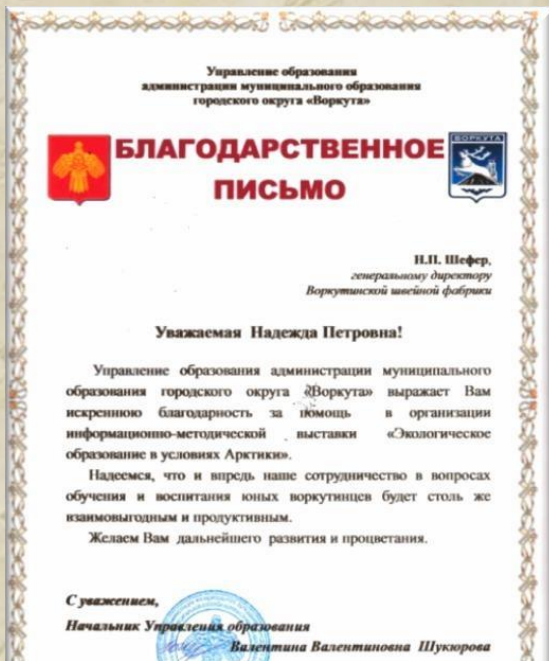 Управление образования
администрации муниципального образования
городского округа «Воркута»
БЛАГОДАРСТВЕННОЕ
ПИСЬМО
ВОРКУТА
Н.П. Шефер,
генеральному директору
Воркутинской швейной фабрики
Уважаемая Надежда Петровна!
Управление образования администрации муниципального
образования городского округа «Воркута» выражает Вам
искреннюю благодарность за помощь в организации
информационно-методической выставки «Экологическое
образование в условиях Арктики».
Надеемся, что и впредь наше сотрудничество в вопросах
обучения и воспитания юных воркутинцев будет столь же
взаимовыгодным и продуктивным.
Желаем Вам дальнейшего развития и процветания.
С уважением,
Начальник Управления образования
Валентина Валентиновна Шукюрова